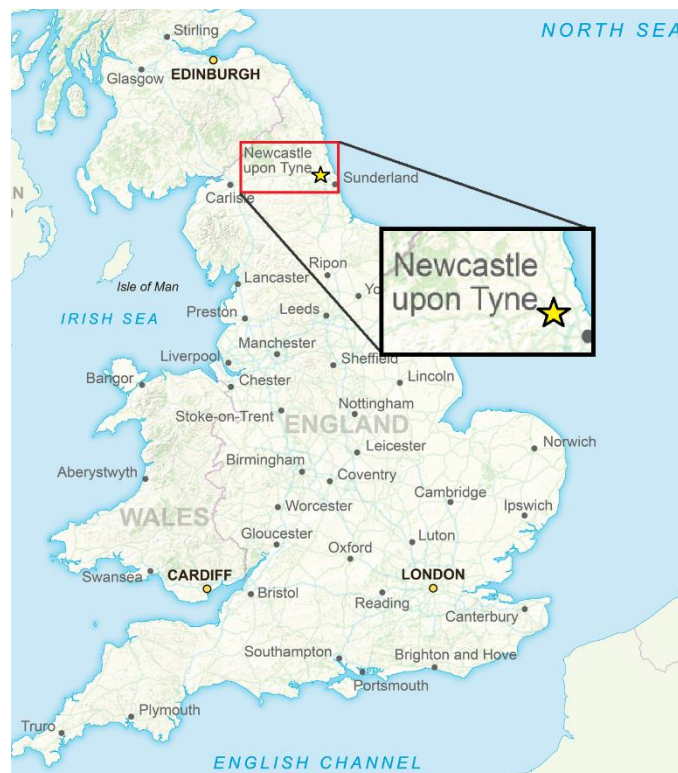 NORTH SEA
Stirling
Glasgow
EDINBURGH
Newcastle
upon Tyne
Sunderland
Carlisle
Newcastle
upon Tyne
Ripon
Isle of Man
Lancaster
Yo
IRISH SEA
Preston
Leeds
Manchester
Liverpool
Sheffield
Bangor
Chester
Lincoln
Stoke-on-Trent
Nottingham
ENGLAND
Norwich
Leicester
Birmingham
Aberystwyth
Coventry
Cambridge
Worcester
Ipswich
WALES
Gloucester
Luton
Oxford
Swansea
CARDIFF
LONDON
Bristol
Reading
Canterbury
Southampton
Brighton and Hove
Portsmouth
Plymouth
Truro
ENGLISH CHANNEL
N